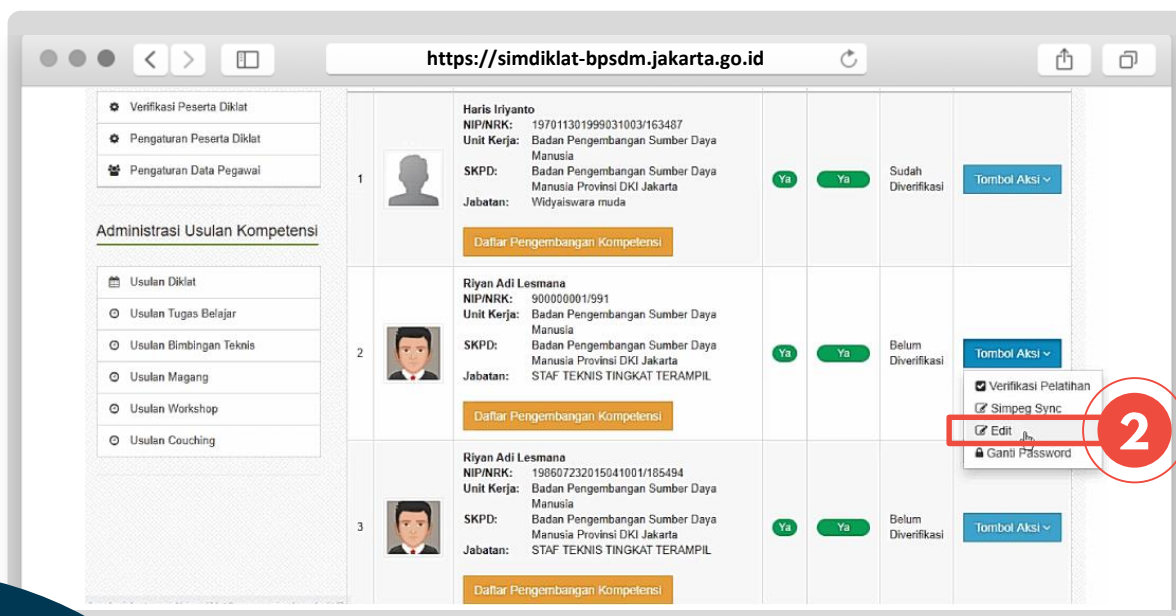 https://simdiklat-bpsdm.jakarta.go.id
Verifikasi Peserta Diklat
Pengaturan Peserta Diklat
Pengaturan Data Pegawai
Administrasi Usulan Kompetensi
Usulan Diklat
Usulan Tugas Belajar
Usulan Bimbingan Teknis
Usulan Magang
Usulan Workshop
Usulan Couching
1
Haris Iriyanto
NIP/NRK: 197011301999031003/163487
Unit Kerja: Badan Pengembangan Sumber Daya
Manusia
SKPD: Badan Pengembangan Sumber Daya
Manusia Provinsi DKI Jakarta
Jabatan: Widyaiswara muda
Daftar Pengembangan Kompetensi
Ya
Ya
Sudah
Diverifikasi
Tombol Aksi
2
Riyan Adi Lesmana
NIP/NRK: 900000001/991
Unit Kerja: Badan Pengembangan Sumber Daya
Manusia
SKPD: Badan Pengembangan Sumber Daya
Manusia Provinsi DKI Jakarta
Jabatan: STAF TEKNIS TINGKAT TERAMPIL
Daftar Pengembangan Kompetensi
Ya
Ya
Belum
Diverifikasi
Tombol Aksi
Verifikasi Pelatihan
Simpeg Sync
Edit
Ganti Password
2
3
Riyan Adi Lesmana
NIP/NRK: 198607232015041001/185494
Unit Kerja: Badan Pengembangan Sumber Daya
Manusia
SKPD: Badan Pengembangan Sumber Daya
Manusia Provinsi DKI Jakarta
Jabatan: STAF TEKNIS TINGKAT TERAMPIL
Daftar Pengembangan Kompetensi
Ya
Ya
Belum
Diverifikasi
Tombol Aksi